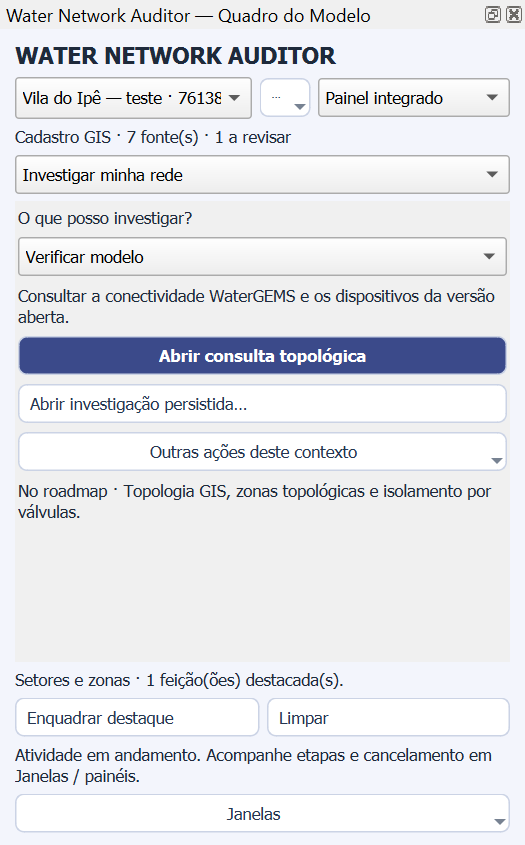 Water Network Auditor — Quadro do Modelo
WATER NETWORK AUDITOR
Vila do Ipê — teste · 76138
...
Painel integrado
Cadastro GIS · 7 fonte(s) · 1 a revisar
Investigar minha rede
O que posso investigar?
Verificar modelo
Consultar a conectividade WaterGEMS e os dispositivos da versão
aberta.
Abrir consulta topológica
Abrir investigação persistida...
Outras ações deste contexto
No roadmap · Topologia GIS, zonas topológicas e isolamento por
válvulas.
Setores e zonas · 1 feição(ões) destacada(s).
Enquadrar destaque
Limpar
Atividade em andamento. Acompanhe etapas e cancelamento em
Janelas / painéis.
Janelas